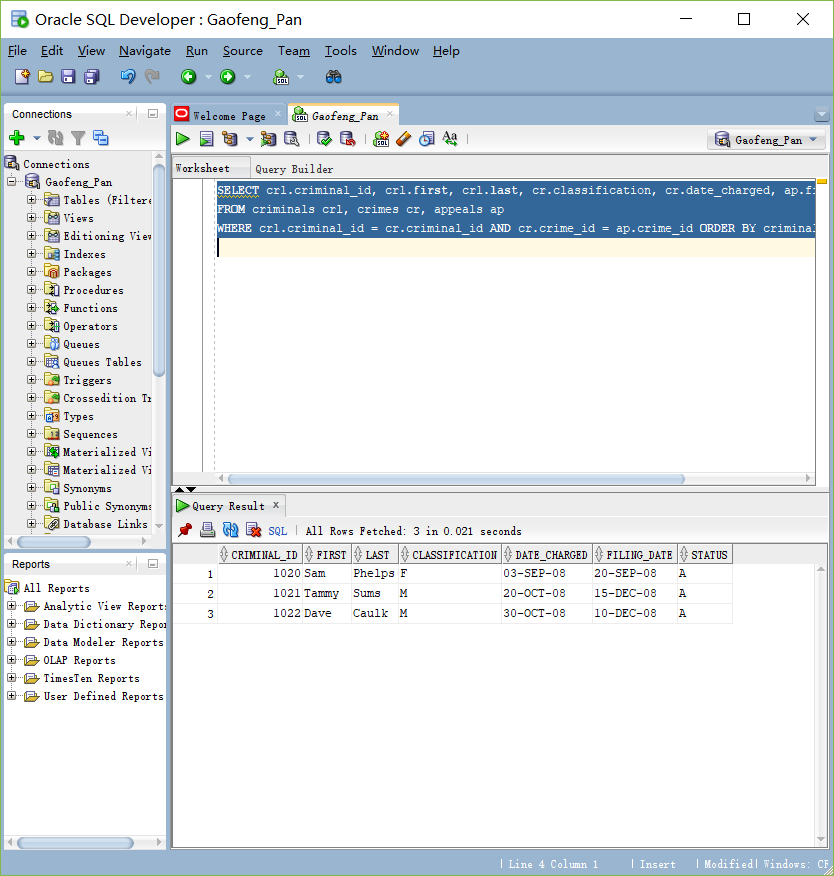 Oracle SQL Developer : Gaofeng_Pan
File Edit View Navigate Run Source Team Tools Window Help
Connections
Welcome Page
Gaofeng_Pan
Gaofeng_Pan
Worksheet Query Builder
Connections
Gaofeng_Pan
Tables (Filtere
Views
Editioning View
Indexes
Packages
Procedures
Functions
Operators
Queues
Queues Tables
Triggers
Crossedition Tr
Types
Sequences
Materialized Vi
Materialized Vi
Synonyms
Public Synonyms
Database Links
SELECT crl.criminal_id, crl.first, crl.last, cr.classification, cr.date_charged, ap.fi
FROM criminals crl, crimes cr, appeals ap
WHERE crl.criminal_id = cr.criminal_id AND cr.crime_id = ap.crime_id ORDER BY criminal
Query Result
SQL | All Rows Fetched: 3 in 0.021 seconds
CRIMINAL_ID FIRST LAST CLASSIFICATION DATE_CHARGED FILING_DATE STATUS
1 1020 Sam Phelps F 03-SEP-08 20-SEP-08 A
2 1021 Tammy Sums M 20-OCT-08 15-DEC-08 A
3 1022 Dave Caulk M 30-OCT-08 10-DEC-08 A
Reports
All Reports
Analytic View Reports
Data Dictionary Repor
Data Modeler Reports
OLAP Reports
TimesTen Reports
User Defined Reports
Line 4 Column 1 | Insert | Modified | Windows: CR